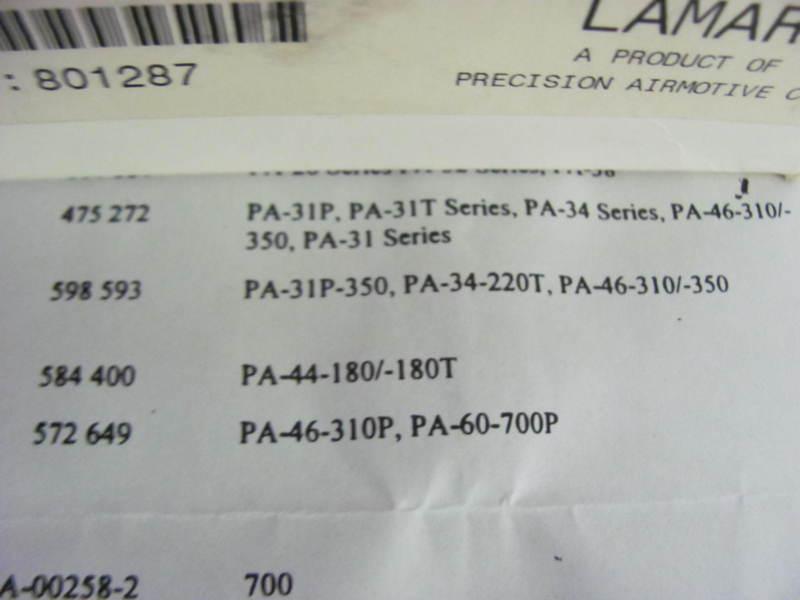 LAMAR
A PRODUCT OF
: 801287
PRECISION AIRMOTIVE C
475 272 PA-31P, PA-31T Series, PA-34 Series, PA-46-310/-
350, PA-31 Series
598 593 PA-31P-350, PA-34-220T, PA-46-310/-350
584 400 PA-44-180/-180T
572 649 PA-46-310P, PA-60-700P
A-00258-2 700